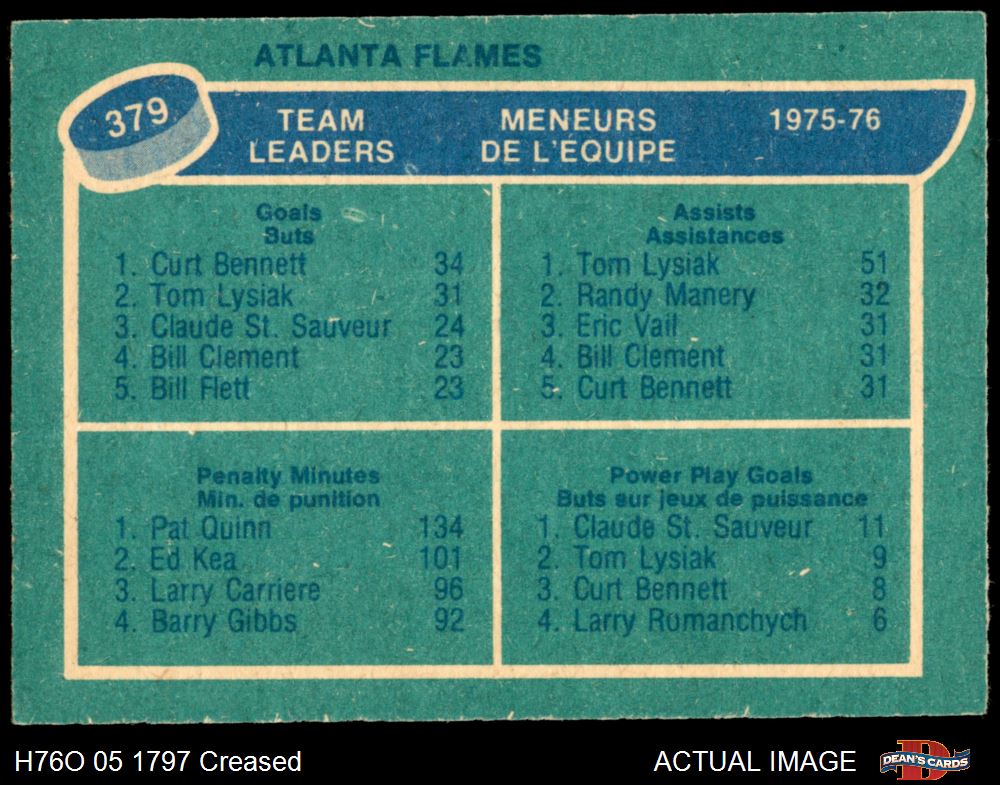 ATLANTA FLAMES
379
TEAM LEADERS
MENEURS DE L'ÉQUIPE
1975-76
Goals
Buts
1. Curt Bennett 34
2. Tom Lysiak 31
3. Claude St. Sauveur 24
4. Bill Clement 23
5. Bill Flett 23
Assists
Assistances
1. Tom Lysiak 51
2. Randy Manery 32
3. Eric Vail 31
4. Bill Clement 31
5. Curt Bennett 31
Penalty Minutes
Min. de punition
1. Pat Quinn 134
2. Ed Kea 101
3. Larry Carriere 96
4. Barry Gibbs 92
Power Play Goals
Buts sur jeux de puissance
1. Claude St. Sauveur 11
2. Tom Lysiak 9
3. Curt Bennett 8
4. Larry Romanchych 6
H76O 05 1797 Creased
ACTUAL IMAGE
DEAN'S CARDS